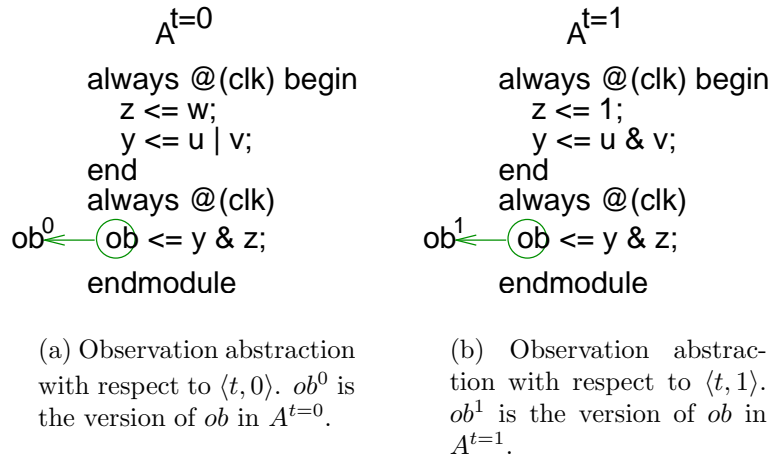 A^{t=0}
always @(clk) begin
z <= w;
y <= u | v;
end
always @(clk)
ob^0 ob <= y & z;
endmodule
(a) Observation abstraction
with respect to ⟨t, 0⟩. ob^0 is
the version of ob in A^{t=0}.
A^{t=1}
always @(clk) begin
z <= 1;
y <= u & v;
end
always @(clk)
ob^1 ob <= y & z;
endmodule
(b) Observation abstrac-
tion with respect to ⟨t, 1⟩.
ob^1 is the version of ob in
A^{t=1}.